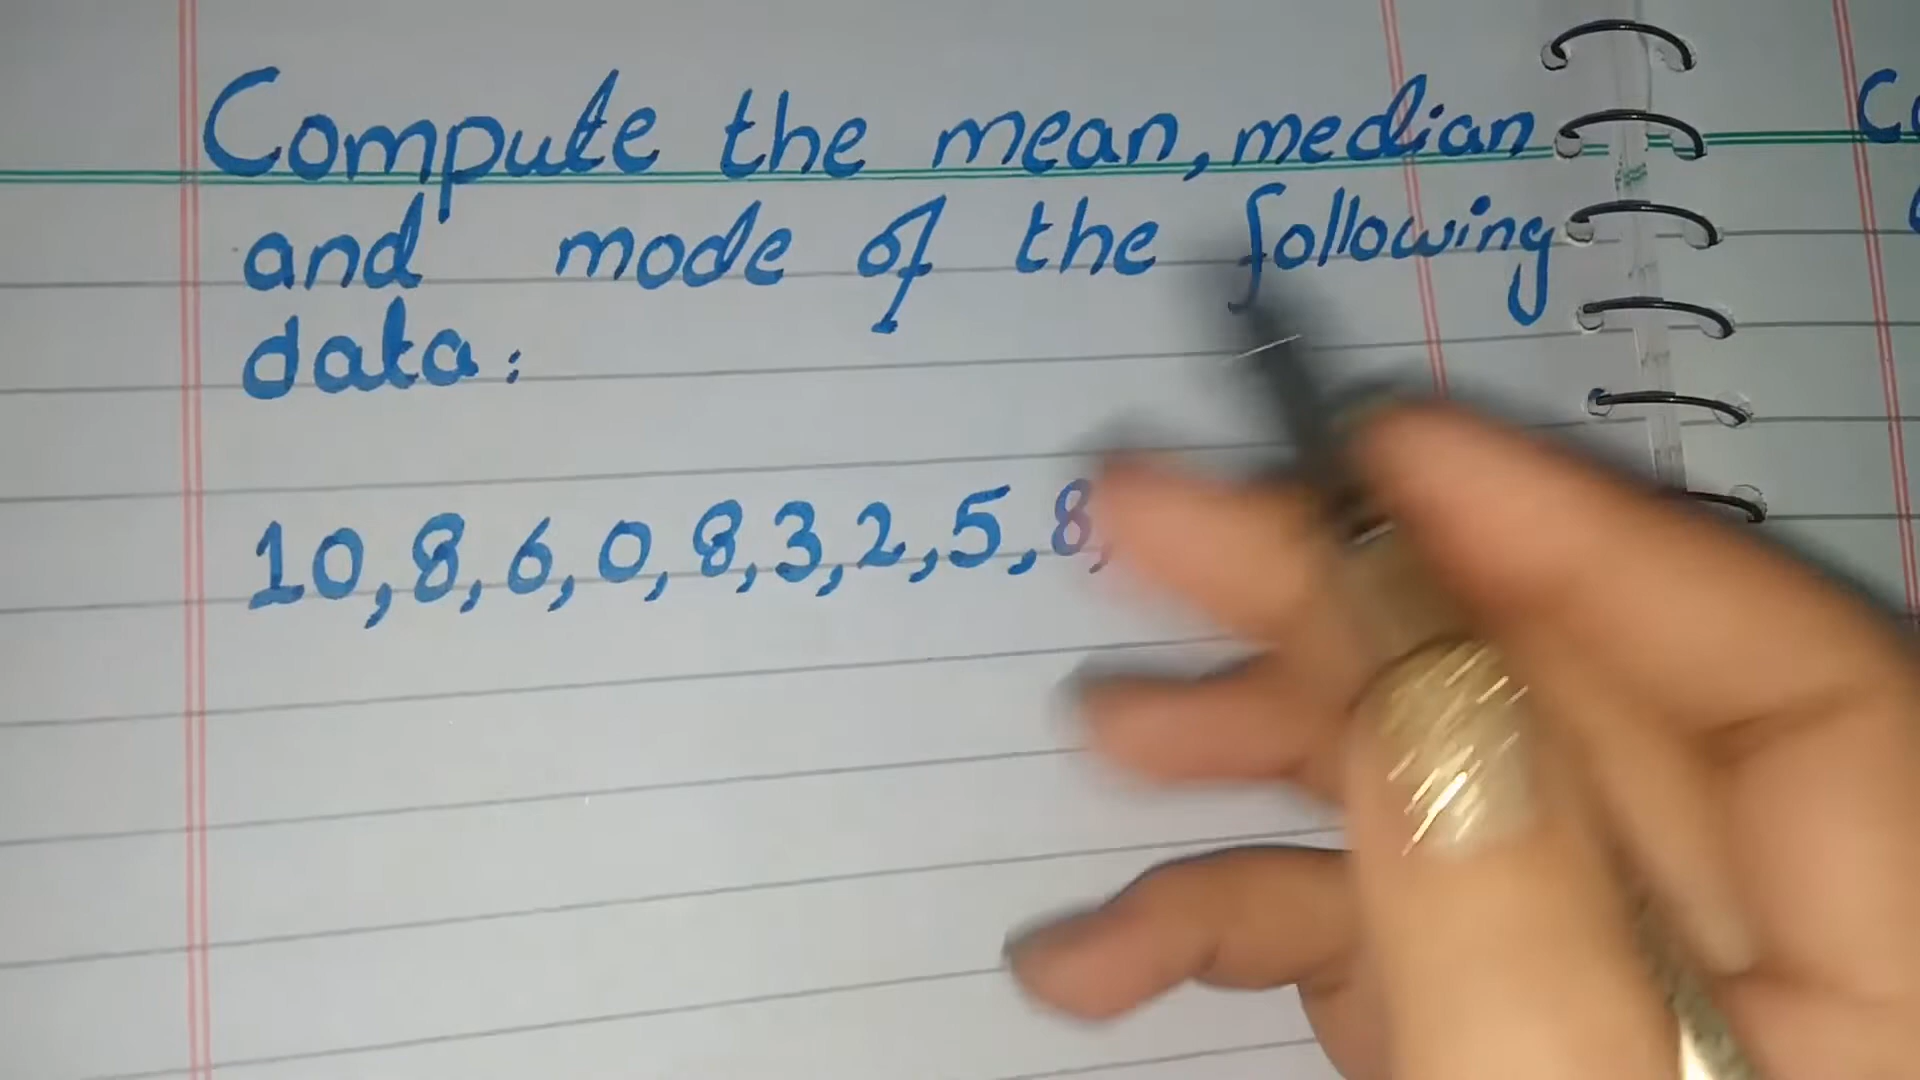 Compute the mean, median
and mode of the following
data:
10, 8, 6, 0, 8, 3, 2, 5, 8,